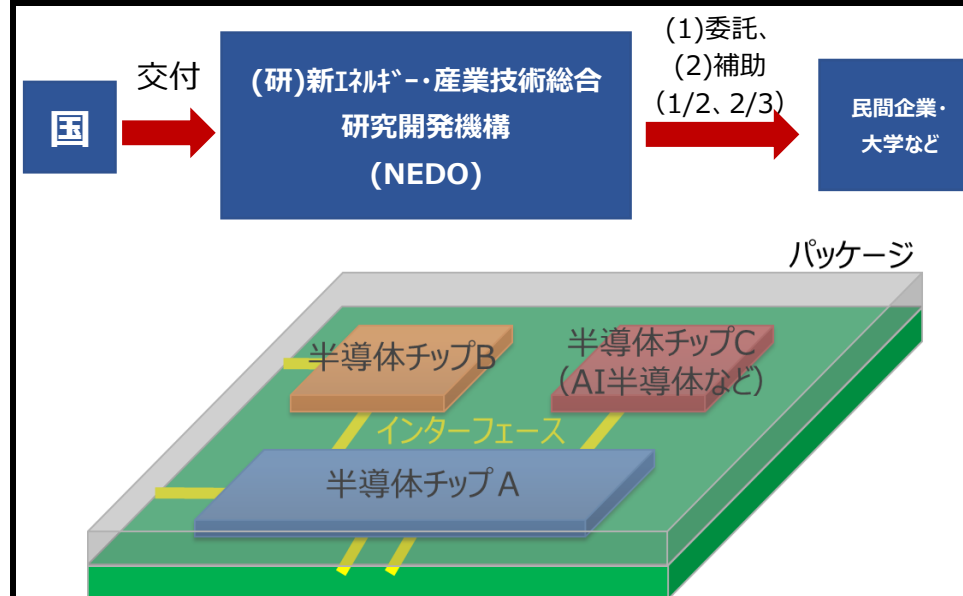 国
交付
(研)新ｴﾈﾙｷﾞｰ・産業技術総合
研究開発機構
(NEDO)
(1)委託、
(2)補助
（1/2、2/3）
民間企業・
大学など
パッケージ
半導体チップB
半導体チップC
（AI半導体など）
インターフェース
半導体チップA